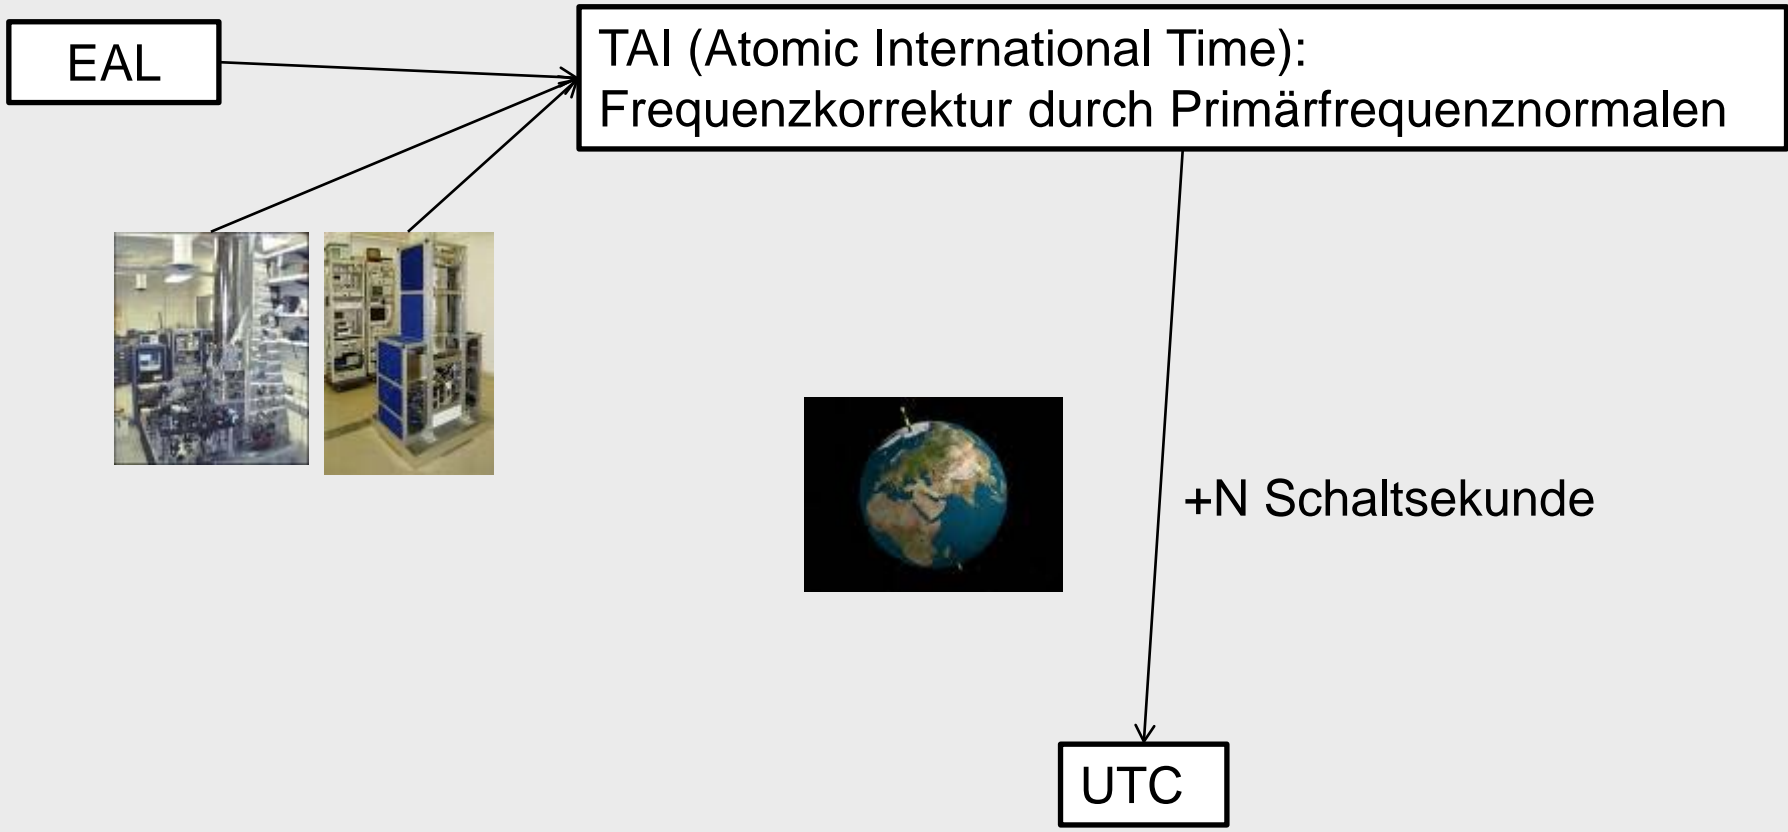 EAL
TAI (Atomic International Time):
Frequenzkorrektur durch Primärfrequenznormalen
+N Schaltsekunde
UTC